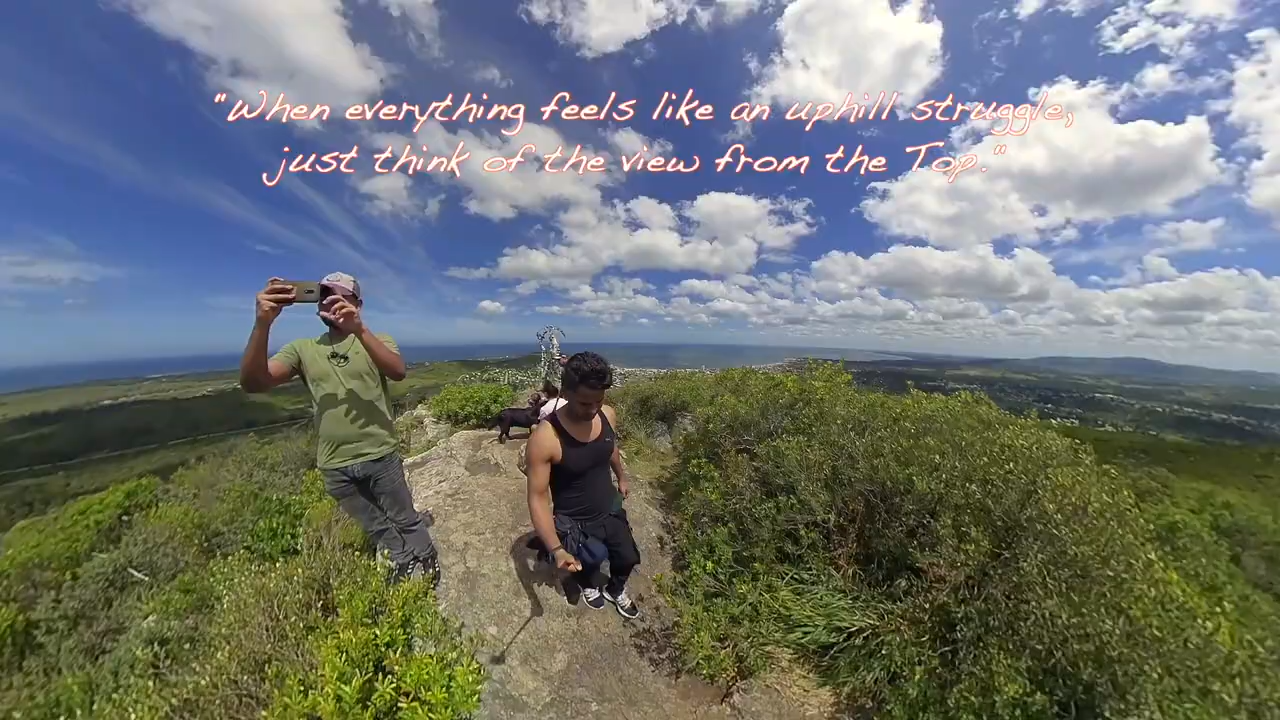 "When everything feels like an uphill struggle,
just think of the view from the Top."